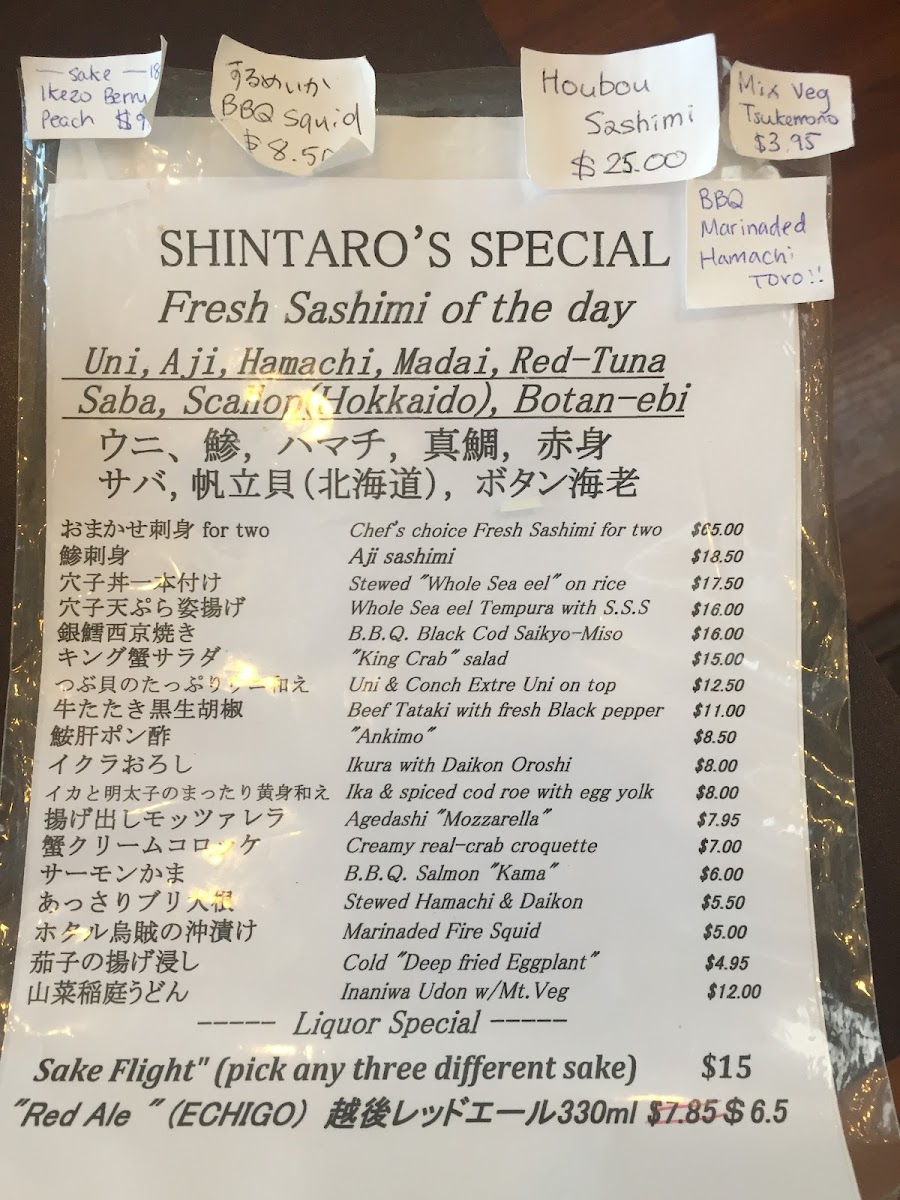 — Sake — 18
Ikezo Berry
Peach $9
するめいか
BBQ Squid
$8.50
Houbou
Sashimi
$25.00
Mix Veg
Tsukemono
$3.95
BBQ
Marinaded
Hamachi
Toro!!
SHINTARO'S SPECIAL
Fresh Sashimi of the day
Uni, Aji, Hamachi, Madai, Red-Tuna
Saba, Scallop(Hokkaido), Botan-ebi
ウニ、鯵, ハマチ, 真鯛, 赤身
サバ, 帆立貝(北海道), ボタン海老
おまかせ刺身 for two Chef's choice Fresh Sashimi for two $65.00
鯵刺身 Aji sashimi $18.50
穴子丼一本付け Stewed "Whole Sea eel" on rice $17.50
穴子天ぷら姿揚げ Whole Sea eel Tempura with S.S.S $16.00
銀鱈西京焼き B.B.Q. Black Cod Saikyo-Miso $16.00
キング蟹サラダ "King Crab" salad $15.00
つぶ貝のたっぷりウニ和え Uni & Conch Extre Uni on top $12.50
牛たたき黒生胡椒 Beef Tataki with fresh Black pepper $11.00
鮟肝ポン酢 "Ankimo" $8.50
イクラおろし Ikura with Daikon Oroshi $8.00
イカと明太子のまったり黄身和え Ika & spiced cod roe with egg yolk $8.00
揚げ出しモッツァレラ Agedashi "Mozzarella" $7.95
蟹クリームコロッケ Creamy real-crab croquette $7.00
サーモンかま B.B.Q. Salmon "Kama" $6.00
あっさりブリ大根 Stewed Hamachi & Daikon $5.50
ホタル烏賊の沖漬け Marinaded Fire Squid $5.00
茄子の揚げ浸し Cold "Deep fried Eggplant" $4.95
山菜稲庭うどん Inaniwa Udon w/Mt.Veg $12.00
----- Liquor Special -----
Sake Flight" (pick any three different sake) $15
"Red Ale " (ECHIGO) 越後レッドエール330ml $7.85 $ 6.5